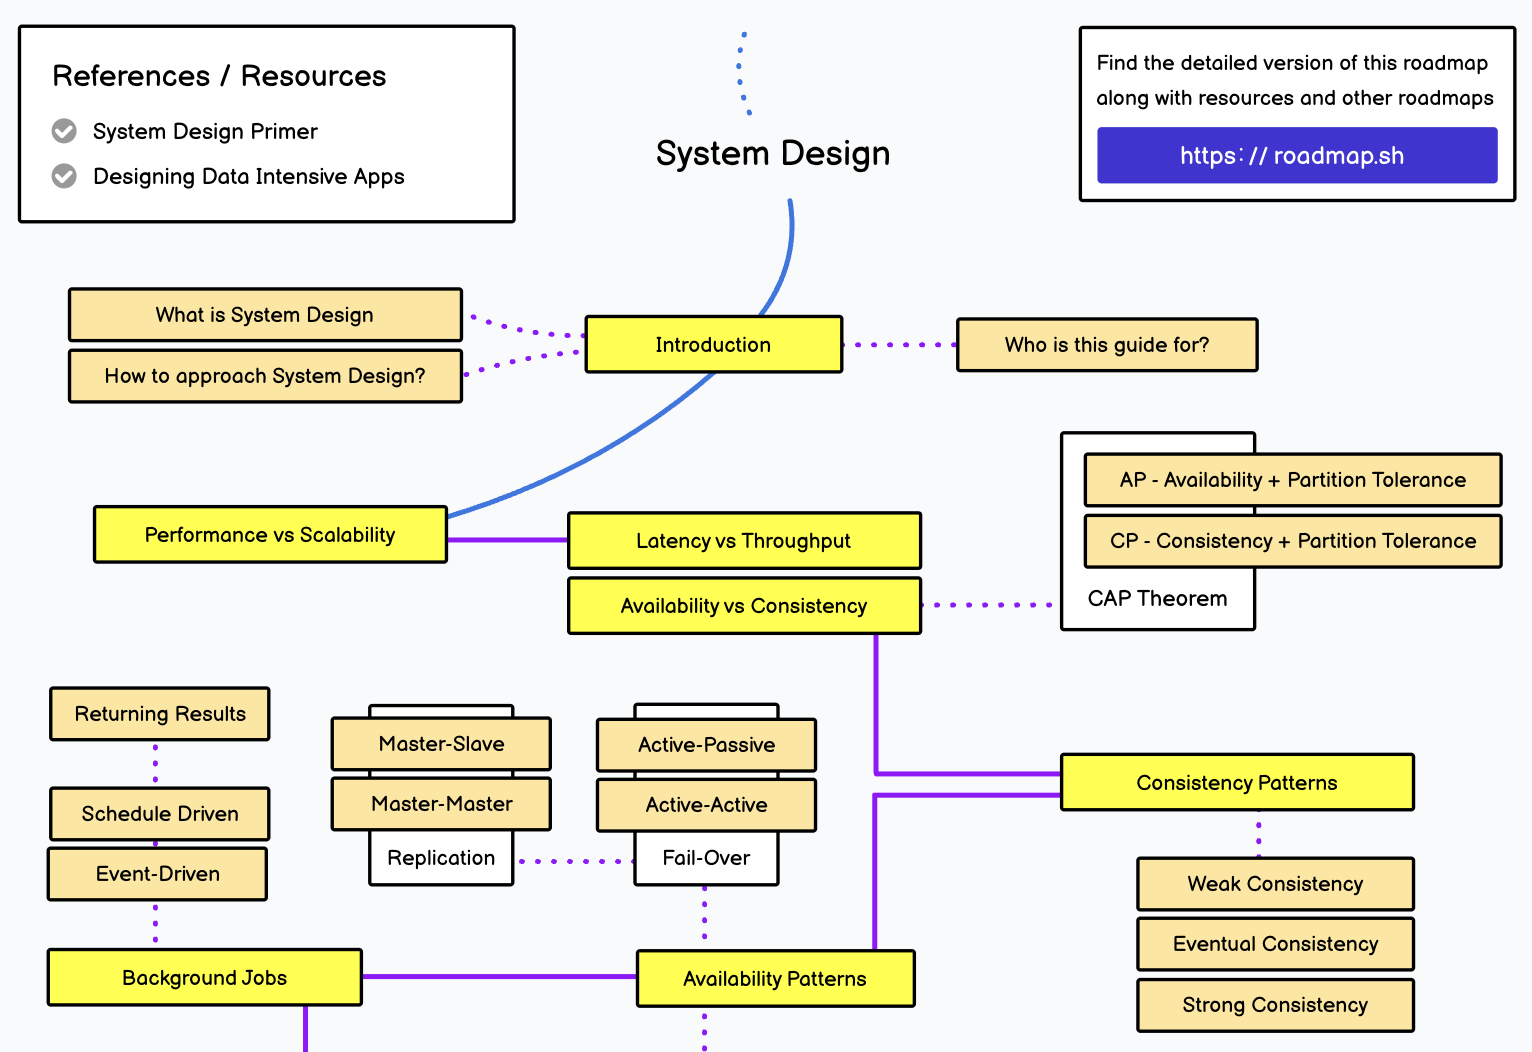 References / Resources
System Design Primer
Designing Data Intensive Apps
System Design
Find the detailed version of this roadmap
along with resources and other roadmaps
https://roadmap.sh
What is System Design
How to approach System Design?
Introduction
Who is this guide for?
Performance vs Scalability
Latency vs Throughput
Availability vs Consistency
AP - Availability + Partition Tolerance
CP - Consistency + Partition Tolerance
CAP Theorem
Returning Results
Schedule Driven
Event-Driven
Background Jobs
Master-Slave
Master-Master
Replication
Active-Passive
Active-Active
Fail-Over
Availability Patterns
Consistency Patterns
Weak Consistency
Eventual Consistency
Strong Consistency